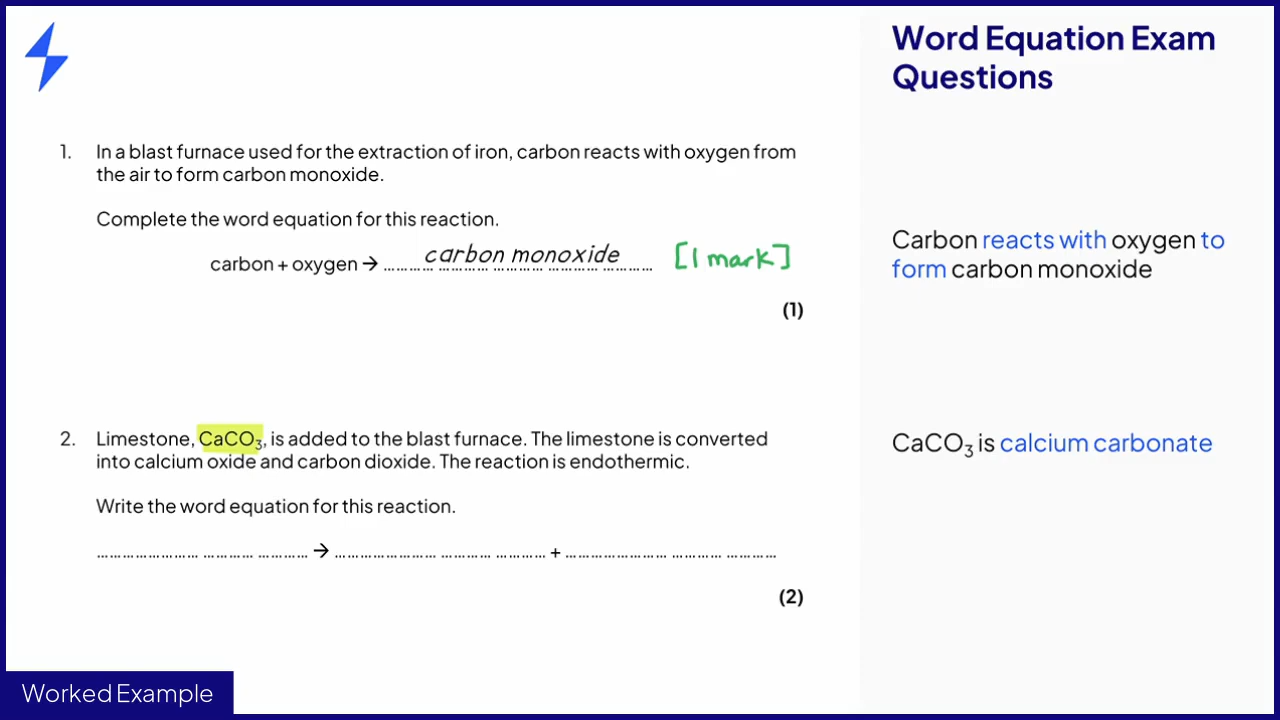 Word Equation Exam
Questions
1. In a blast furnace used for the extraction of iron, carbon reacts with oxygen from
the air to form carbon monoxide.
Complete the word equation for this reaction.
carbon + oxygen → carbon monoxide [1 mark]
(1)
Carbon reacts with oxygen to
form carbon monoxide
2. Limestone, CaCO₃, is added to the blast furnace. The limestone is converted
into calcium oxide and carbon dioxide. The reaction is endothermic.
Write the word equation for this reaction.
…………………… ………… ………… → …………………… ………… ………… + …………………… ………… …………
(2)
CaCO₃ is calcium carbonate
Worked Example